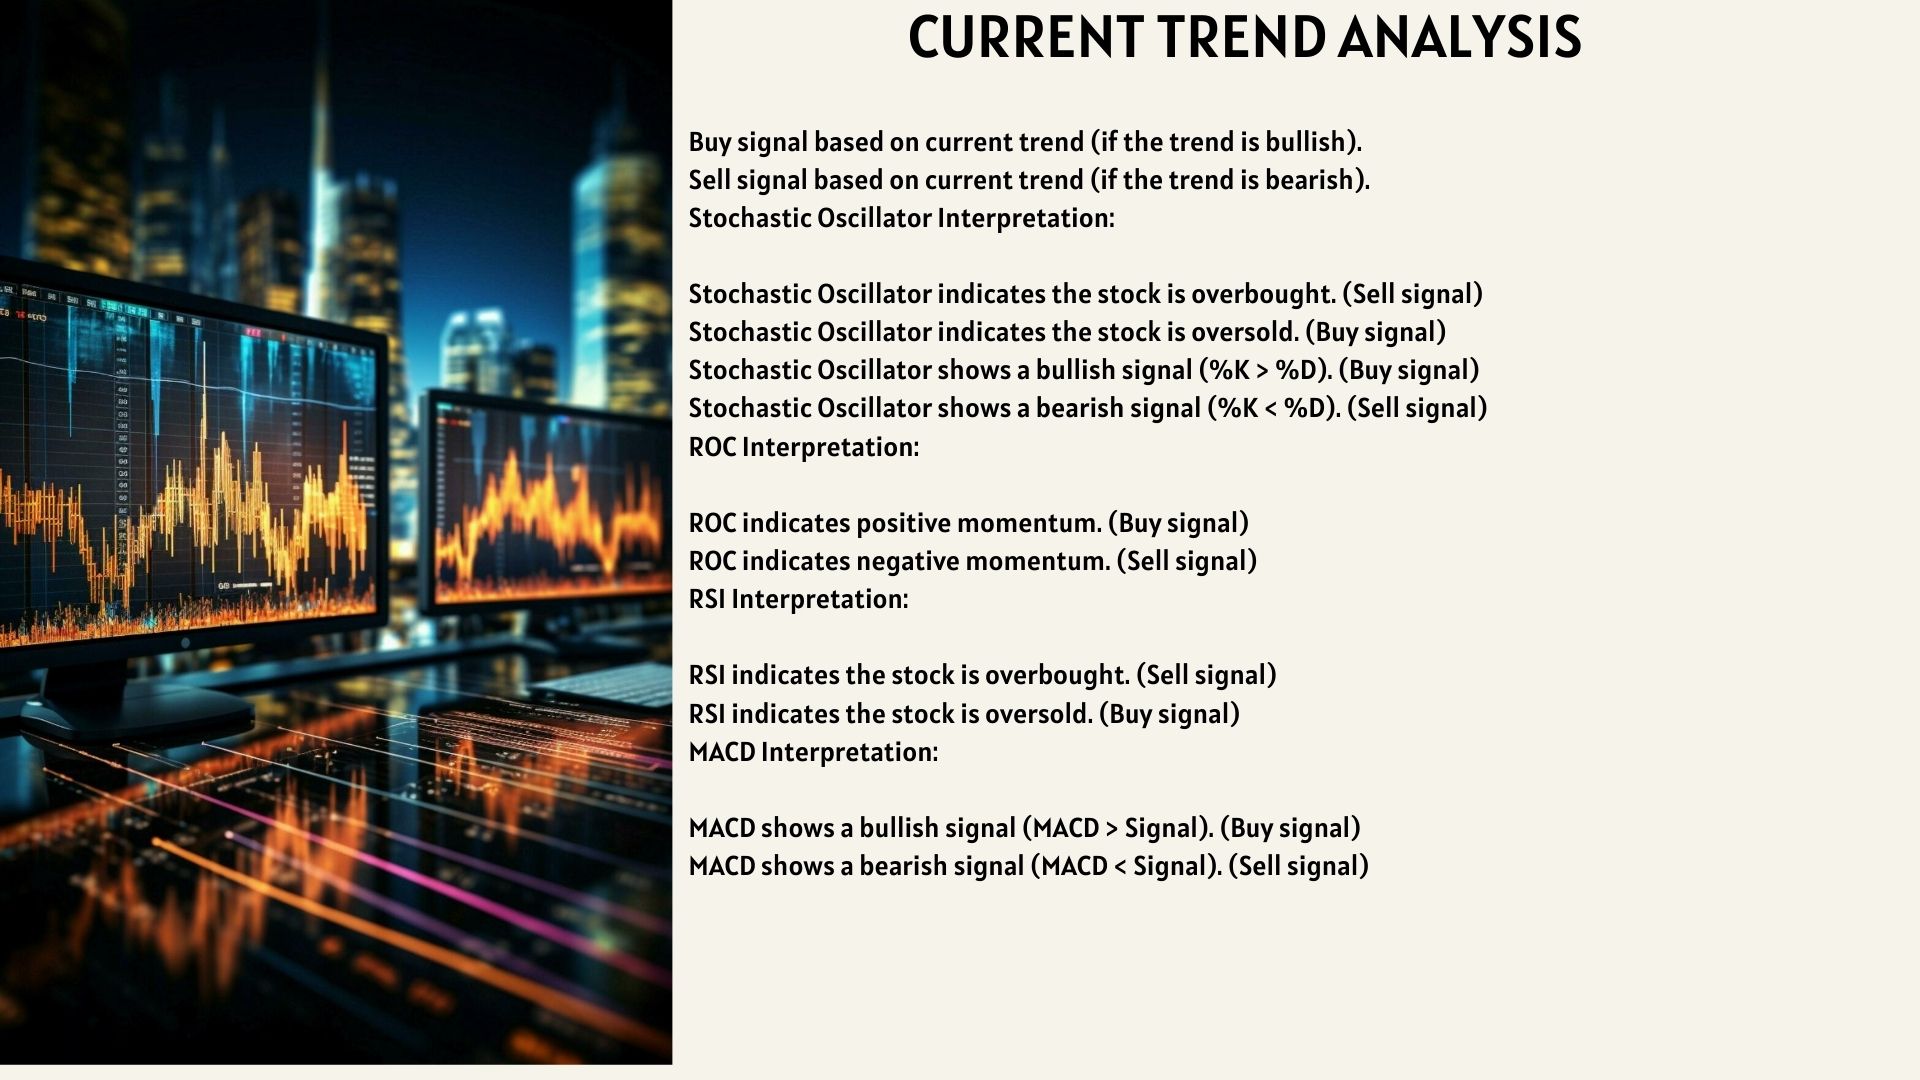 CURRENT TREND ANALYSIS
Buy signal based on current trend (if the trend is bullish).
Sell signal based on current trend (if the trend is bearish).
Stochastic Oscillator Interpretation:
Stochastic Oscillator indicates the stock is overbought. (Sell signal)
Stochastic Oscillator indicates the stock is oversold. (Buy signal)
Stochastic Oscillator shows a bullish signal (%K > %D). (Buy signal)
Stochastic Oscillator shows a bearish signal (%K < %D). (Sell signal)
ROC Interpretation:
ROC indicates positive momentum. (Buy signal)
ROC indicates negative momentum. (Sell signal)
RSI Interpretation:
RSI indicates the stock is overbought. (Sell signal)
RSI indicates the stock is oversold. (Buy signal)
MACD Interpretation:
MACD shows a bullish signal (MACD > Signal). (Buy signal)
MACD shows a bearish signal (MACD < Signal). (Sell signal)